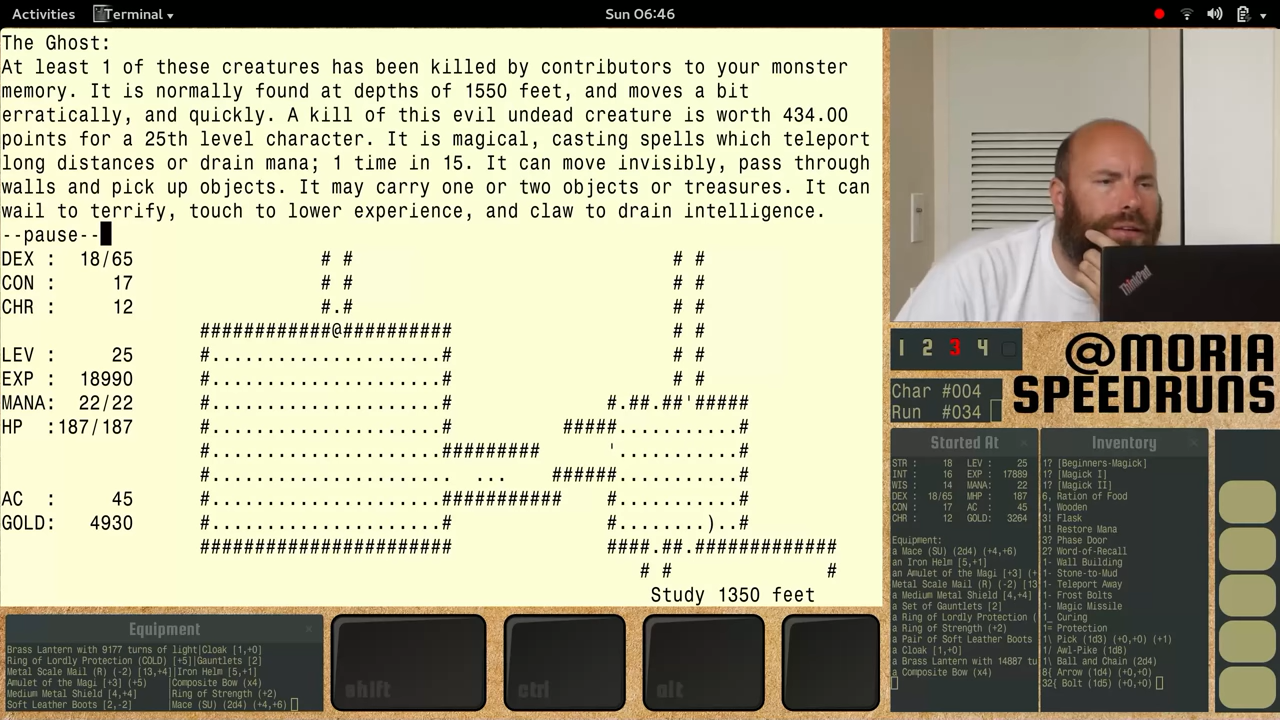 Activities
Terminal
Sun 06:46
The Ghost:
At least 1 of these creatures has been killed by contributors to your monster
memory. It is normally found at depths of 1550 feet, and moves a bit
erratically, and quickly. A kill of this evil undead creature is worth 434.00
points for a 25th level character. It is magical, casting spells which teleport
long distances or drain mana; 1 time in 15. It can move invisibly, pass through
walls and pick up objects. It may carry one or two objects or treasures. It can
wail to terrify, touch to lower experience, and claw to drain intelligence.
--pause--
DEX : 18/65
CON : 17
CHR : 12
LEV : 25
EXP : 18990
MANA: 22/22
HP :187/187
AC : 45
GOLD: 4930
Study 1350 feet
ThinkPad
1 2 3 4
@MORIA
SPEEDRUNS
Char #004
Run #034
Started At
STR : 18 LEV : 25
INT : 16 EXP : 17889
WIS : 14 MANA: 22
DEX : 18/65 MHP : 187
CON : 17 AC : 45
CHR : 12 GOLD: 3264
Equipment:
a Mace (SU) (2d4) (+4,+6)
an Iron Helm [5,+1]
an Amulet of the Magi [+3] (+
Metal Scale Mail (R) (-2) [13
a Medium Metal Shield [4,+4]
a Set of Gauntlets [2]
a Ring of Lordly Protection (
a Ring of Strength (+2)
a Pair of Soft Leather Boots
a Cloak [1,+0]
a Brass Lantern with 14887 tur
a Composite Bow (x4)
Inventory
1? [Beginners-Magick]
1? [Magick I]
1? [Magick II]
6, Ration of Food
1, Wooden
3! Flask
1! Restore Mana
3? Phase Door
2? Word-of-Recall
1- Wall Building
1- Stone-to-Mud
1- Teleport Away
1- Frost Bolts
1- Magic Missile
1_ Curing
1= Protection
1\ Pick (1d3) (+0,+0) (+1)
1/ Awl-Pike (1d8)
1\ Ball and Chain (2d4)
8{ Arrow (1d4) (+0,+0)
32{ Bolt (1d5) (+0,+0)
Equipment
Brass Lantern with 9177 turns of light|Cloak [1,+0]
Ring of Lordly Protection (COLD) [+5]|Gauntlets [2]
Metal Scale Mail (R) (-2) [13,+4]|Iron Helm [5,+1]
Amulet of the Magi [+3] (+5) |Composite Bow (x4)
Medium Metal Shield [4,+4] |Ring of Strength (+2)
Soft Leather Boots [2,-2] |Mace (SU) (2d4) (+4,+6)
shift
ctrl
alt